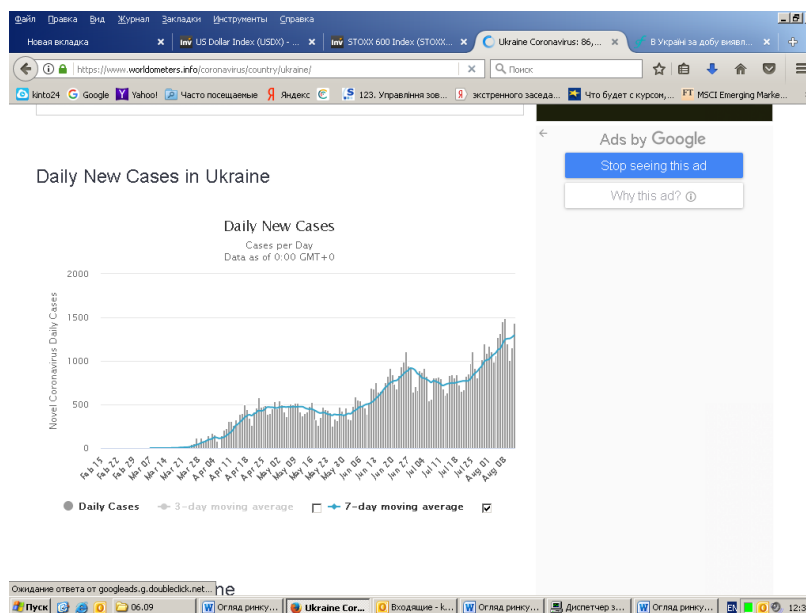 Файл Правка Вид Журнал Закладки Инструменты Справка
Новая вкладка US Dollar Index (USDX) - ... STOXX 600 Index (STOXX... Ukraine Coronavirus: 86,... В Україні за добу виявл...
https://www.worldometers.info/coronavirus/country/ukraine/ Поиск
kinto24 Google Yahoo! Часто посещаемые Яндекс 123. Управління зов... экстренного заседа... Что будет с курсом,... MSCI Emerging Marke...
Ads by Google
Stop seeing this ad
Why this ad?
Daily New Cases in Ukraine
Daily New Cases
Cases per Day
Data as of 0:00 GMT+0
Novel Coronavirus Daily Cases
2000
1500
1000
500
0
Feb 15 Feb 22 Feb 29 Mar 07 Mar 14 Mar 21 Mar 28 Apr 04 Apr 11 Apr 18 Apr 25 May 02 May 09 May 16 May 23 May 30 Jun 06 Jun 13 Jun 20 Jun 27 Jul 04 Jul 11 Jul 18 Jul 25 Aug 01 Aug 08
Daily Cases 3-day moving average 7-day moving average
Ожидание ответа от googleads.g.doubleclick.net...
Пуск 06.09 Огляд ринку... Ukraine Cor... Входящие - k... Огляд ринку... Диспетчер з... Огляд ринку... EN 12:3